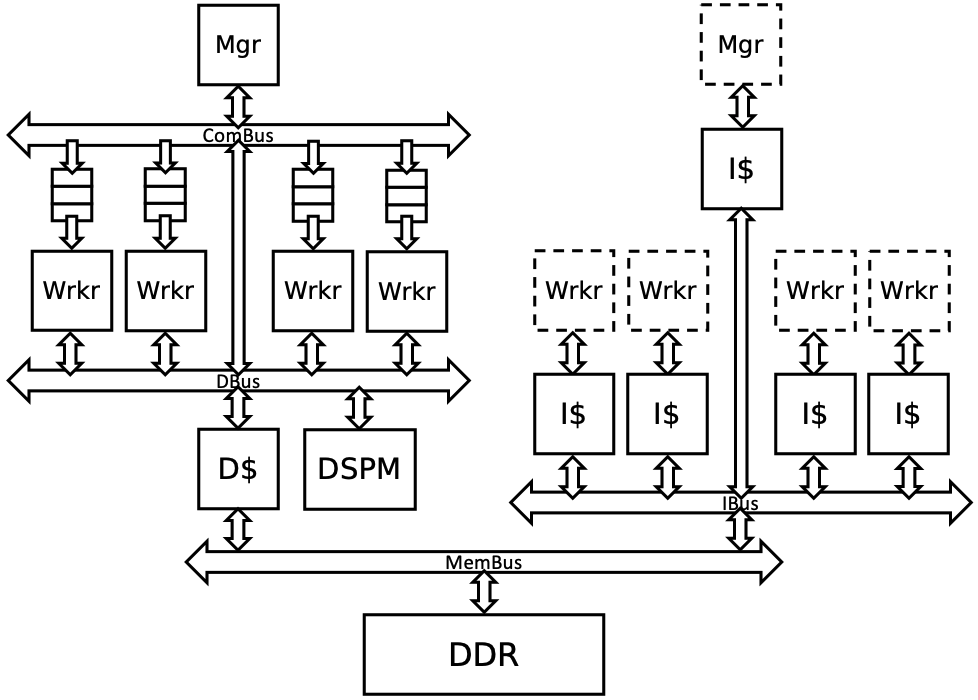 Mgr
Mgr
ComBus
I$
Wrkr
Wrkr
Wrkr
Wrkr
Wrkr
Wrkr
Wrkr
Wrkr
DBus
I$
I$
I$
I$
D$
DSPM
IBus
MemBus
DDR